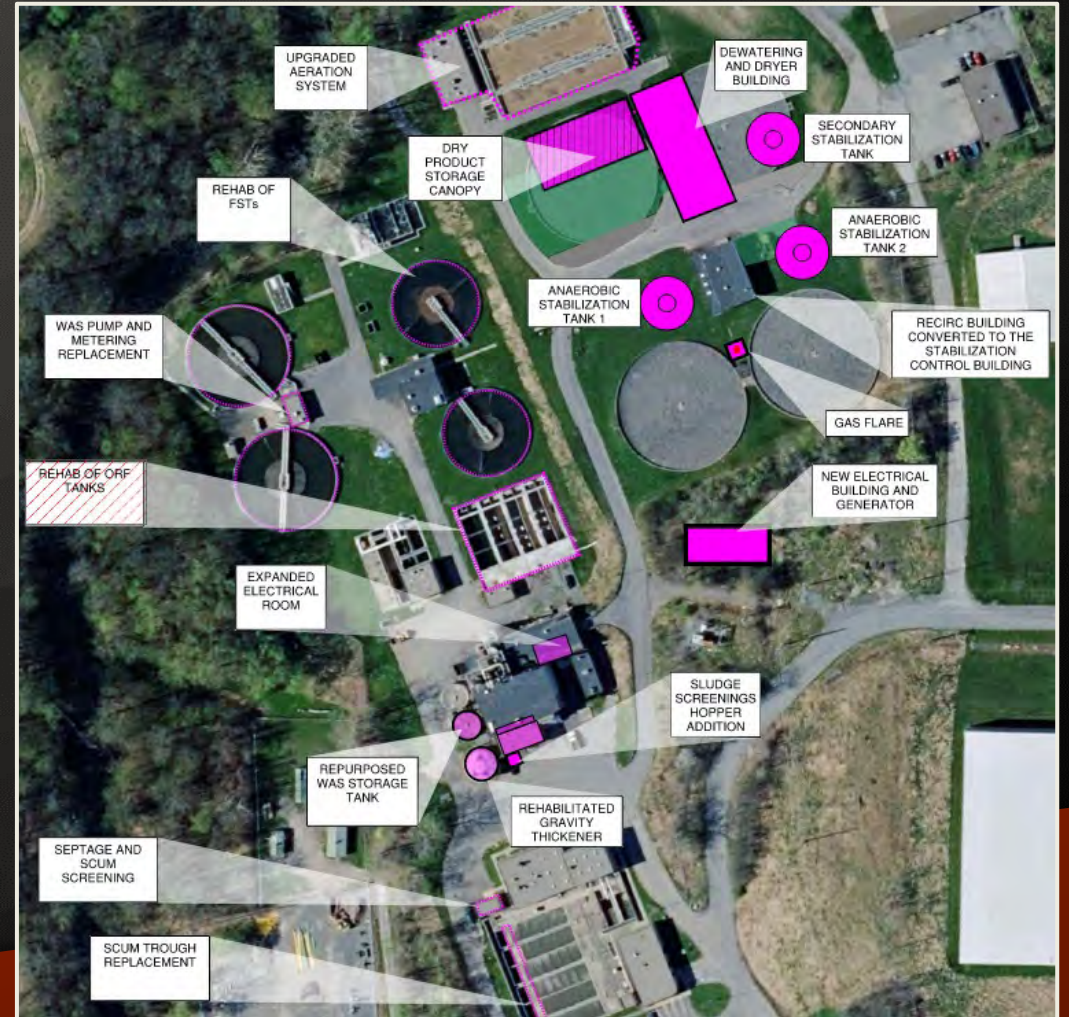 UPGRADED
AERATION
SYSTEM
DEWATERING
AND DRYER
BUILDING
DRY
PRODUCT
STORAGE
CANOPY
SECONDARY
STABILIZATION
TANK
REHAB OF
FSTs
ANAEROBIC
STABILIZATION
TANK 2
ANAEROBIC
STABILIZATION
TANK 1
WAS PUMP AND
METERING
REPLACEMENT
RECIRC BUILDING
CONVERTED TO THE
STABILIZATION
CONTROL BUILDING
GAS FLARE
REHAB OF ORF
TANKS
NEW ELECTRICAL
BUILDING AND
GENERATOR
EXPANDED
ELECTRICAL
ROOM
SLUDGE
SCREENINGS
HOPPER
ADDITION
REPURPOSED
WAS STORAGE
TANK
REHABILITATED
GRAVITY
THICKENER
SEPTAGE AND
SCUM
SCREENING
SCUM TROUGH
REPLACEMENT